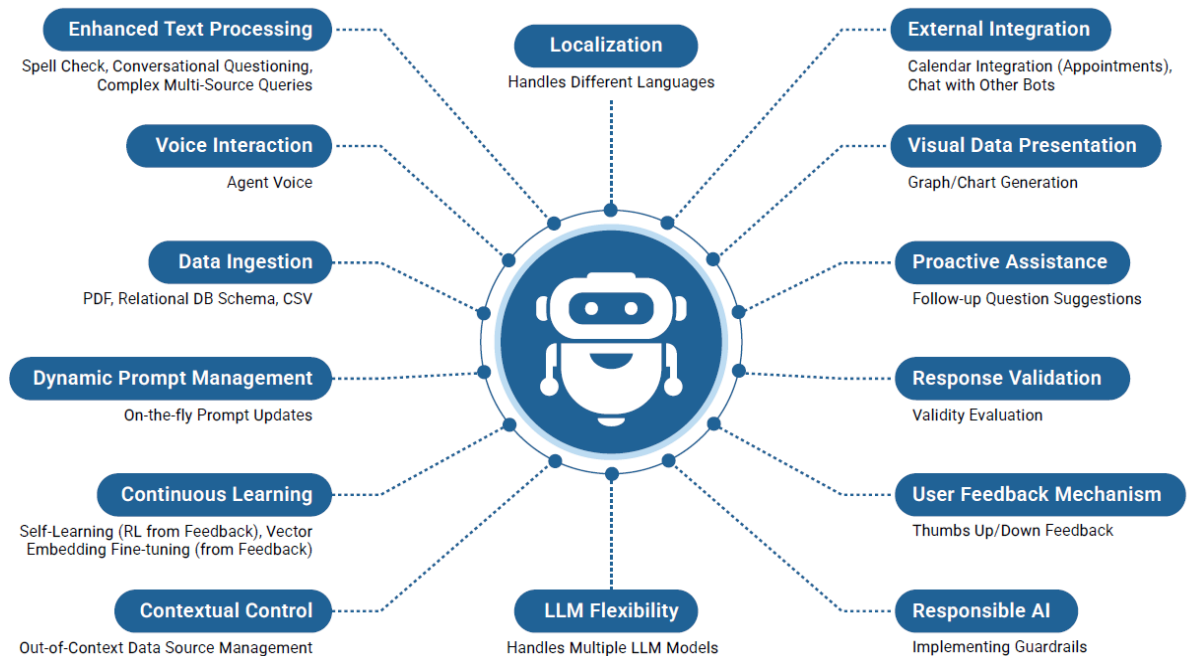 Enhanced Text Processing
Spell Check, Conversational Questioning,
Complex Multi-Source Queries
Voice Interaction
Agent Voice
Data Ingestion
PDF, Relational DB Schema, CSV
Dynamic Prompt Management
On-the-fly Prompt Updates
Continuous Learning
Self-Learning (RL from Feedback), Vector
Embedding Fine-tuning (from Feedback)
Contextual Control
Out-of-Context Data Source Management
Localization
Handles Different Languages
LLM Flexibility
Handles Multiple LLM Models
External Integration
Calendar Integration (Appointments),
Chat with Other Bots
Visual Data Presentation
Graph/Chart Generation
Proactive Assistance
Follow-up Question Suggestions
Response Validation
Validity Evaluation
User Feedback Mechanism
Thumbs Up/Down Feedback
Responsible AI
Implementing Guardrails